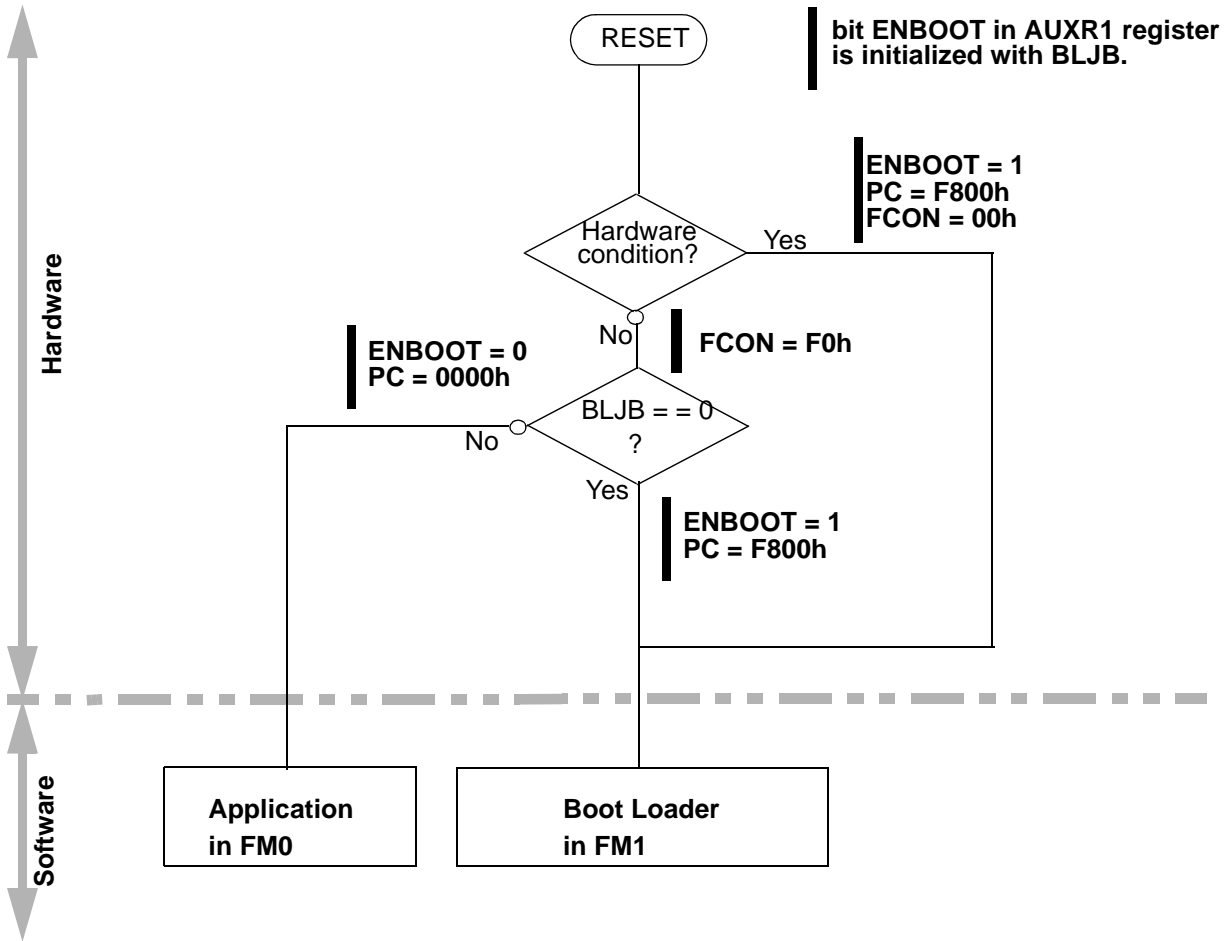 RESET
bit ENBOOT in AUXR1 register
is initialized with BLJB.
ENBOOT = 1
PC = F800h
FCON = 00h
Hardware
condition?
Yes
Hardware
No
FCON = F0h
ENBOOT = 0
PC = 0000h
BLJB = = 0
?
No
Yes
ENBOOT = 1
PC = F800h
Software
Application
in FM0
Boot Loader
in FM1